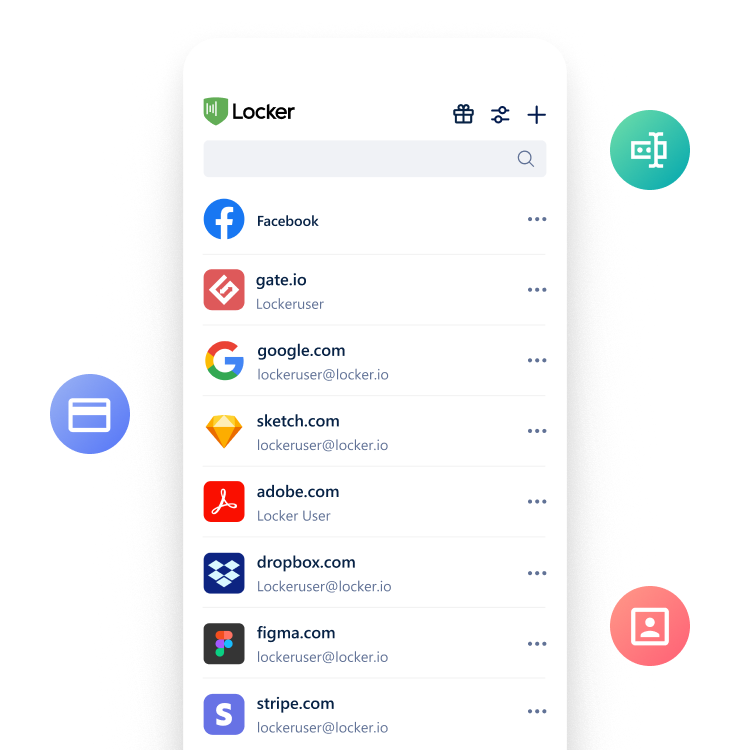 Locker
Facebook
gate.io
Lockeruser
google.com
lockeruser@locker.io
sketch.com
lockeruser@locker.io
adobe.com
Locker User
dropbox.com
Lockeruser@locker.io
figma.com
lockeruser@locker.io
stripe.com
lockeruser@locker.io